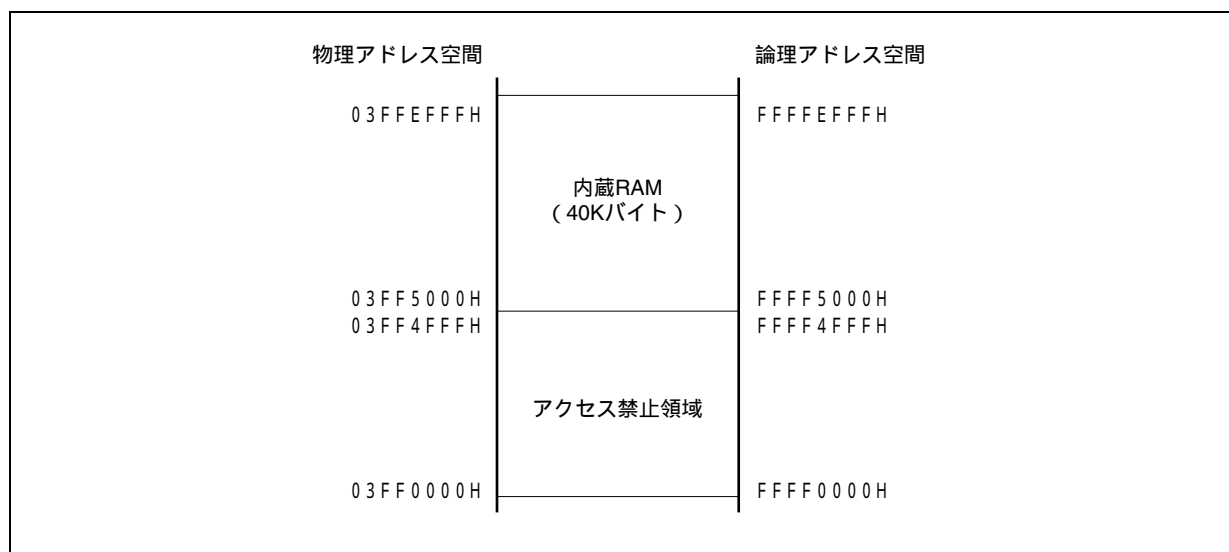 物理アドレス空間 論理アドレス空間
03FFEFFFH FFFFEFFFH
内蔵RAM
(40Kバイト)
03FF5000H FFFF5000H
03FF4FFFH FFFF4FFFH
アクセス禁止領域
03FF0000H FFFF0000H